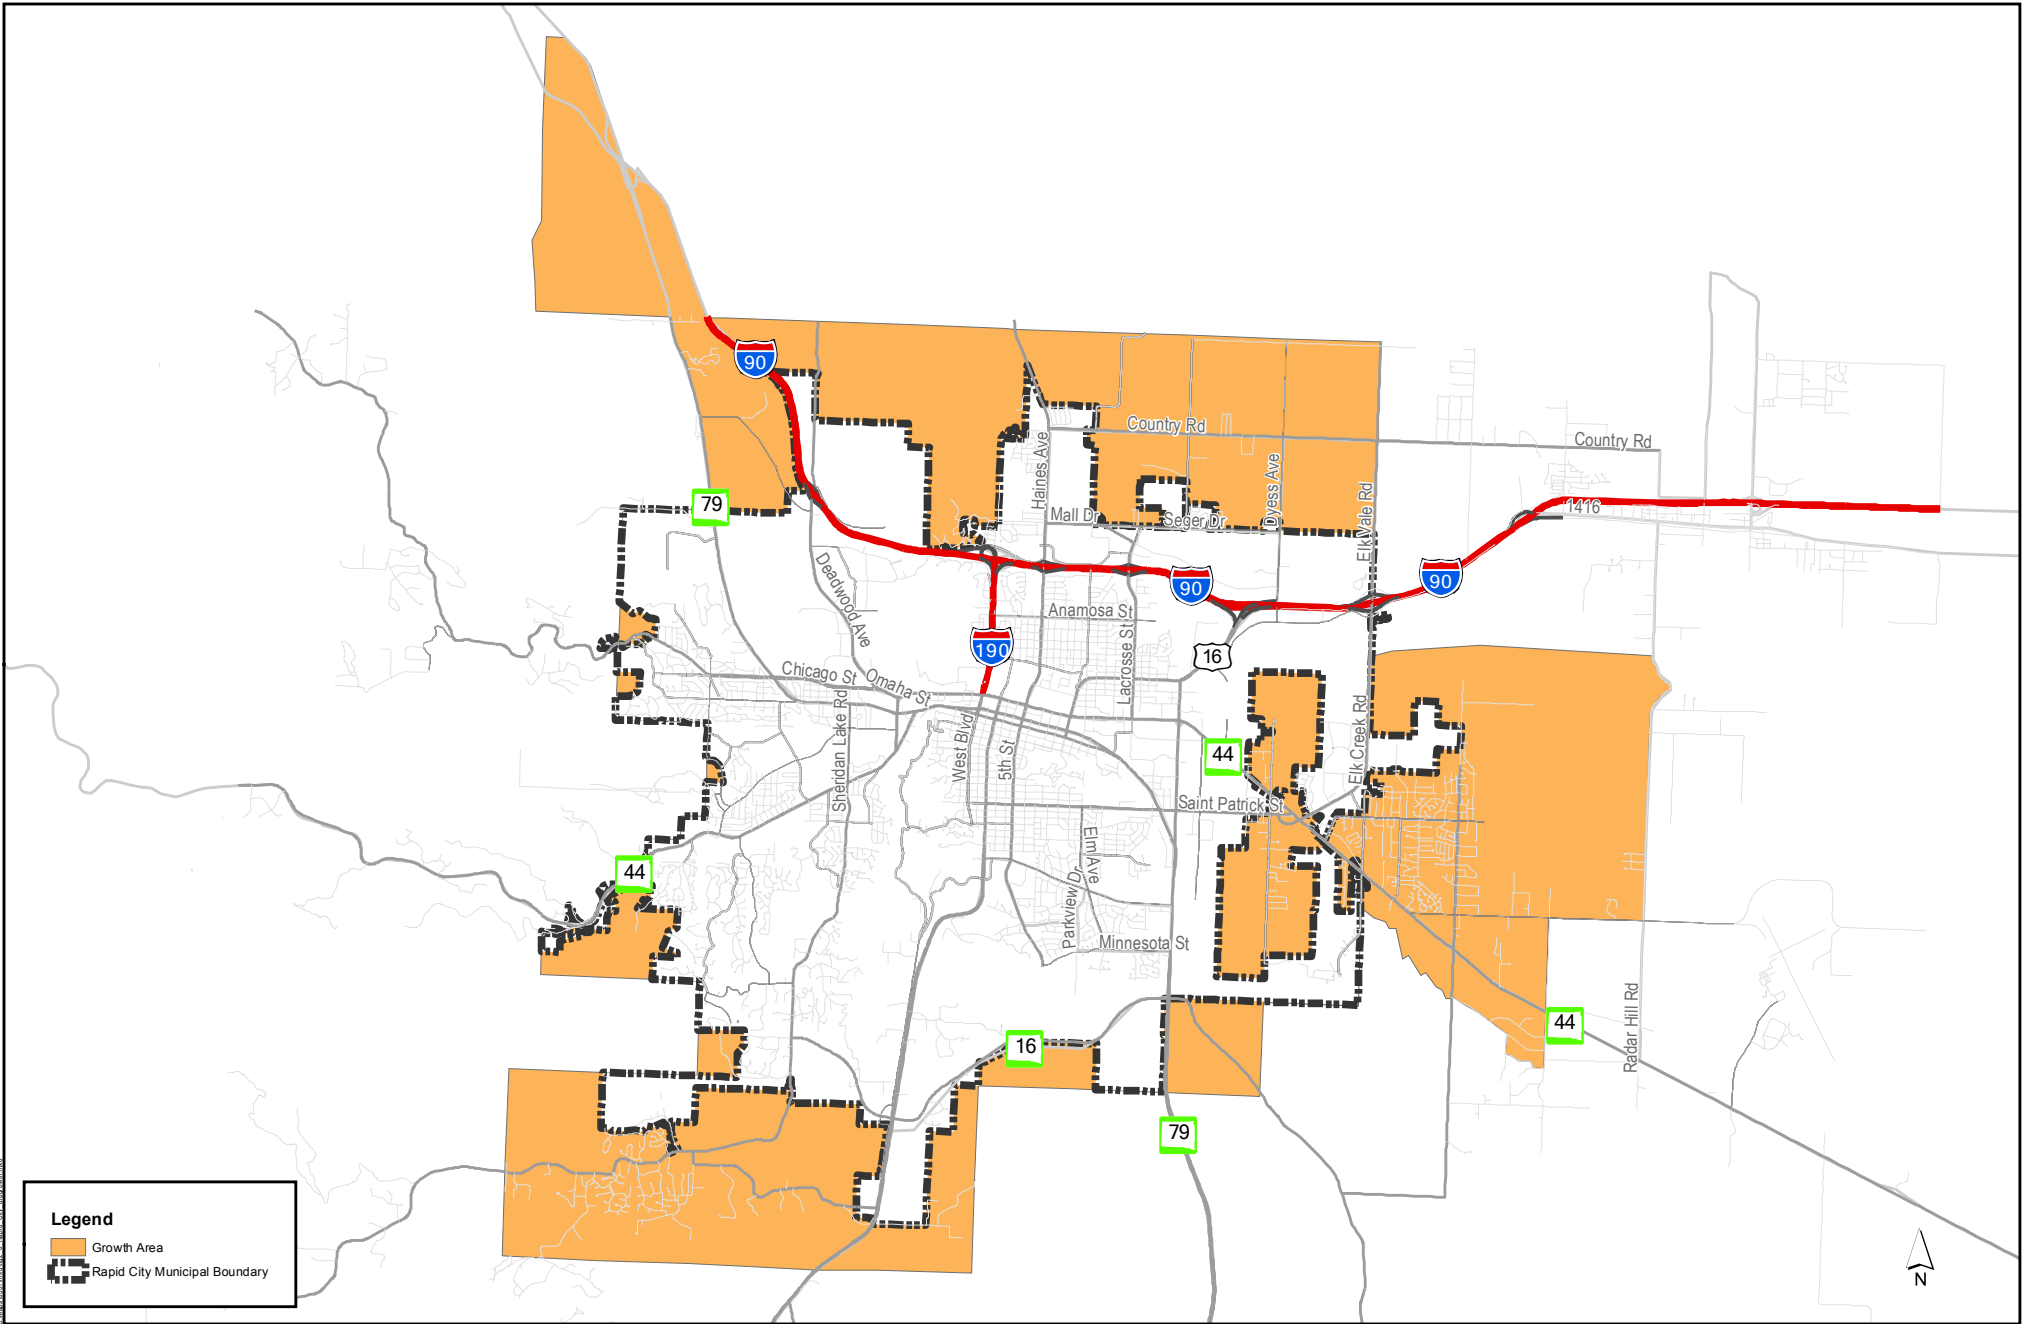 90
Country Rd
Country Rd
Haines Ave
Dyess Ave
79
Elk Vale Rd
1416
Mall Dr
Seger Dr
Deadwood Ave
90
90
Anamosa St
190
Lacrosse St
16
Chicago St
Omaha St
Sheridan Lake Rd
West Blvd
5th St
44
Elk Creek Rd
Saint Patrick St
Elm Ave
44
Parkview Dr
Minnesota St
Radar Hill Rd
44
16
79
Legend
Growth Area
Rapid City Municipal Boundary
N